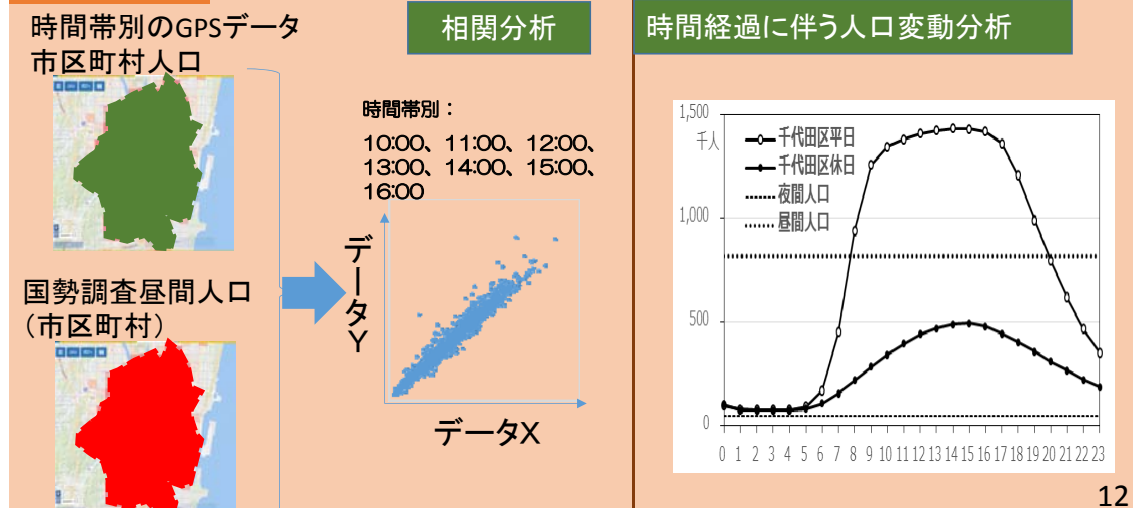 時間帯別のGPSデータ
市区町村人口
国勢調査昼間人口
（市区町村）
相関分析
時間帯別：
10:00、11:00、12:00、
13:00、14:00、15:00、
16:00
データY
データX
時間経過に伴う人口変動分析
1,500
千人
1,000
500
0
千代田区平日
千代田区休日
夜間人口
昼間人口
0 1 2 3 4 5 6 7 8 9 10 11 12 13 14 15 16 17 18 19 20 21 22 23
12